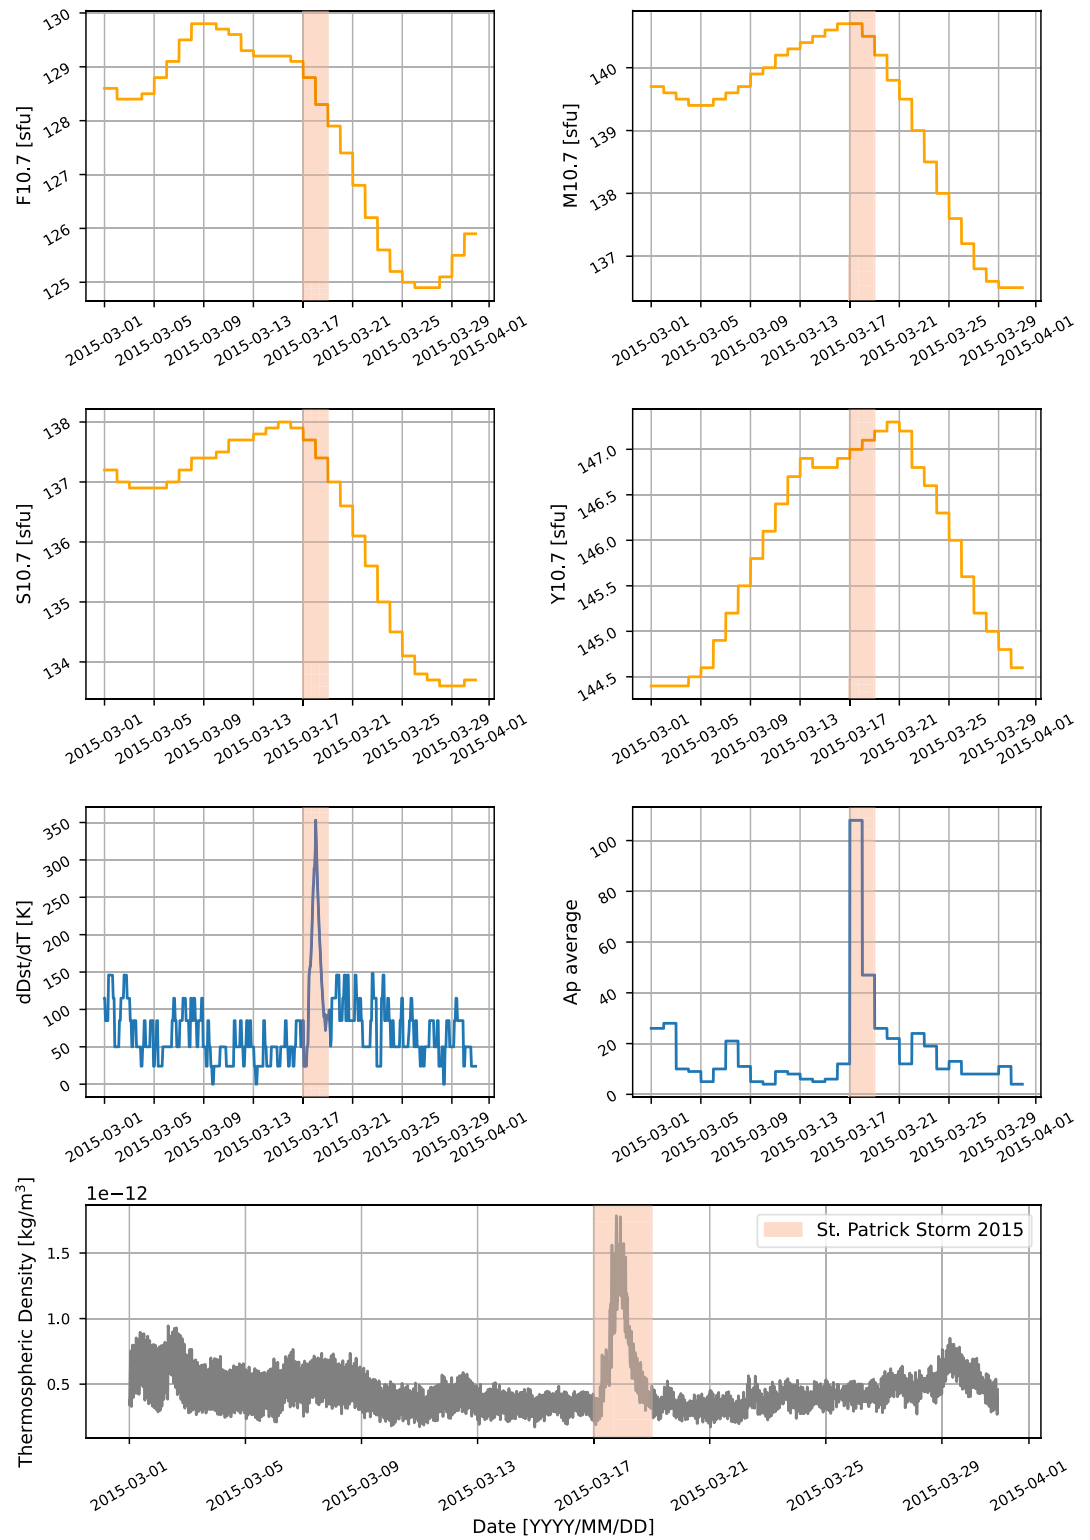 F10.7 [sfu]
130
129
128
127
126
125
2015-03-01 2015-03-05 2015-03-09 2015-03-13 2015-03-17 2015-03-21 2015-03-25 2015-03-29 2015-04-01
M10.7 [sfu]
140
139
138
137
2015-03-01 2015-03-05 2015-03-09 2015-03-13 2015-03-17 2015-03-21 2015-03-25 2015-03-29 2015-04-01
S10.7 [sfu]
138
137
136
135
134
2015-03-01 2015-03-05 2015-03-09 2015-03-13 2015-03-17 2015-03-21 2015-03-25 2015-03-29 2015-04-01
Y10.7 [sfu]
147.0
146.5
146.0
145.5
145.0
144.5
2015-03-01 2015-03-05 2015-03-09 2015-03-13 2015-03-17 2015-03-21 2015-03-25 2015-03-29 2015-04-01
dDst/dT [K]
350
300
250
200
150
100
50
0
2015-03-01 2015-03-05 2015-03-09 2015-03-13 2015-03-17 2015-03-21 2015-03-25 2015-03-29 2015-04-01
Ap average
100
80
60
40
20
0
2015-03-01 2015-03-05 2015-03-09 2015-03-13 2015-03-17 2015-03-21 2015-03-25 2015-03-29 2015-04-01
Thermospheric Density [kg/m³]
1e−12
1.5
1.0
0.5
St. Patrick Storm 2015
2015-03-01 2015-03-05 2015-03-09 2015-03-13 2015-03-17 2015-03-21 2015-03-25 2015-03-29 2015-04-01
Date [YYYY/MM/DD]